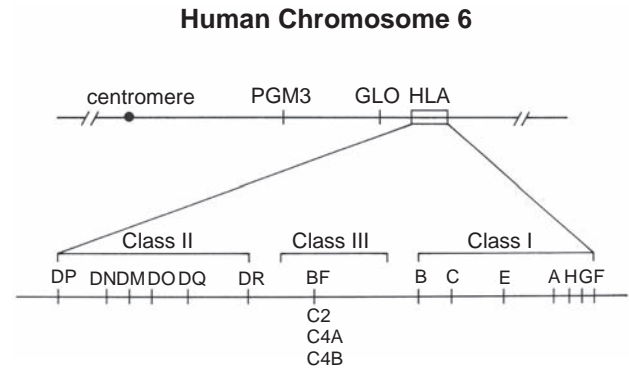 Human Chromosome 6
centromere PGM3 GLO HLA
Class II Class III Class I
DP DN DM DO DQ DR BF B C E A H G F
C2
C4A
C4B